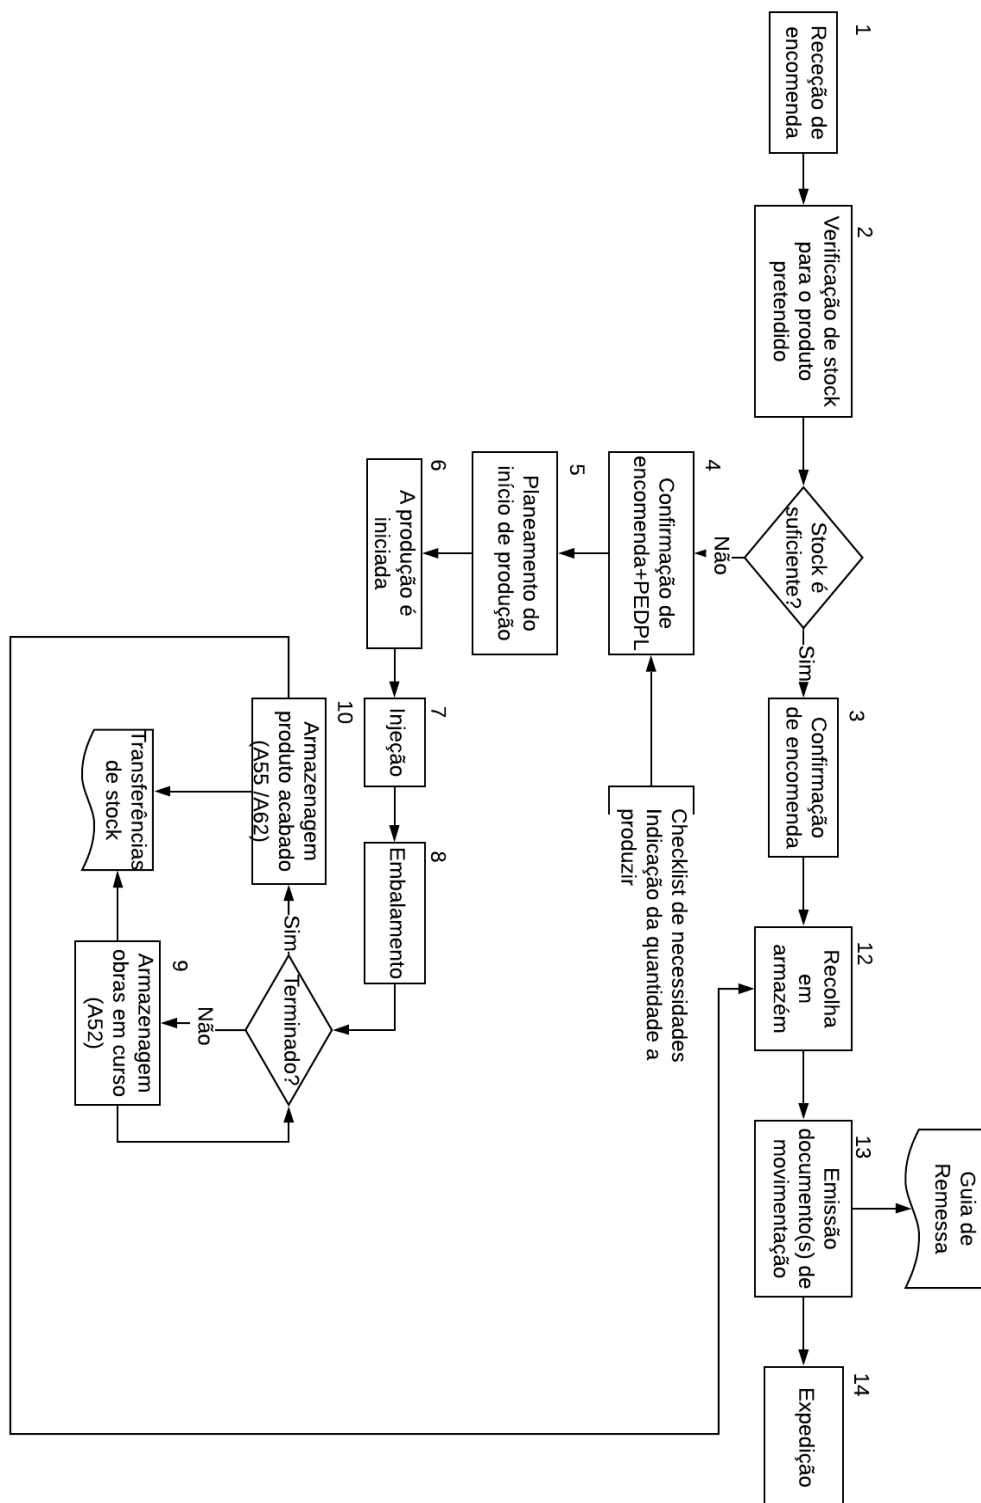 1
Receção de
encomenda
2
Verificação de stock
para o produto
pretendido
Stock é
suficiente?
Sim
3
Confirmação
de encomenda
12
Recolha
em
armazém
13
Emissão
documento(s) de
movimentação
Guia de
Remessa
14
Expedição
Não
4
Confirmação de
encomenda+PEDPL
Checklist de necessidades
Indicação da quantidade a
produzir
5
Planeamento do
início de produção
6
A produção é
iniciada
7
Injeção
8
Embalamento
Terminado?
Sim
10
Armazenagem
produto acabado
(A55 /A62)
Não
9
Armazenagem
obras em curso
(A52)
Transferências
de stock